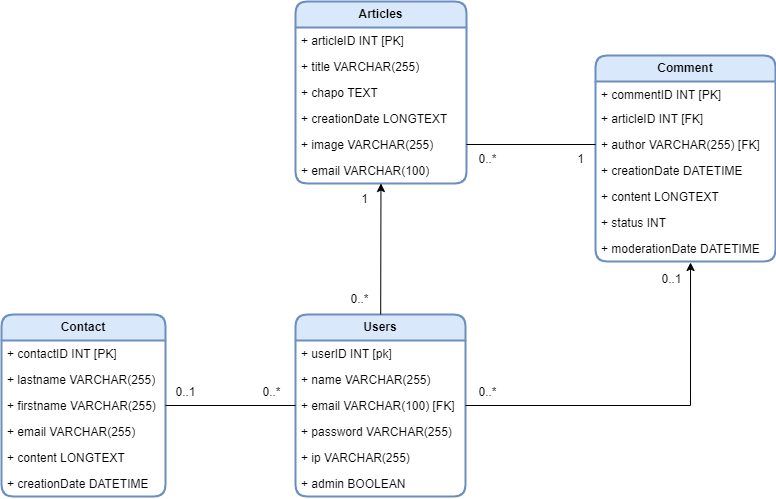 Articles
+ articleID INT [PK]
+ title VARCHAR(255)
+ chapo TEXT
+ creationDate LONGTEXT
+ image VARCHAR(255)
+ email VARCHAR(100)
Comment
+ commentID INT [PK]
+ articleID INT [FK]
+ author VARCHAR(255) [FK]
+ creationDate DATETIME
+ content LONGTEXT
+ status INT
+ moderationDate DATETIME
0..*
1
1
0..*
0..1
Contact
+ contactID INT [PK]
+ lastname VARCHAR(255)
+ firstname VARCHAR(255)
+ email VARCHAR(255)
+ content LONGTEXT
+ creationDate DATETIME
0..1
0..*
Users
+ userID INT [pk]
+ name VARCHAR(255)
+ email VARCHAR(100) [FK]
+ password VARCHAR(255)
+ ip VARCHAR(255)
+ admin BOOLEAN
0..*